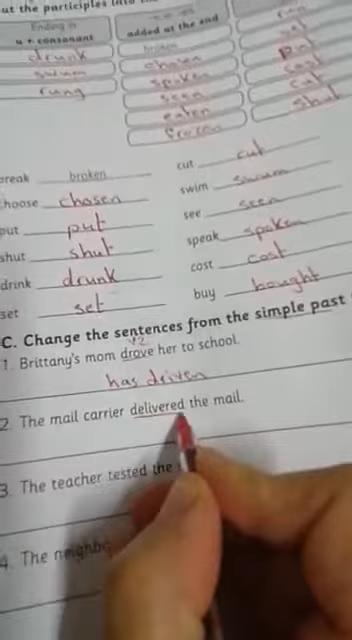 ut the participles into
Ending in
u + consonant
added at the end
drunk
broken
swum
chosen
cut
rung
spoken
put
seen
cost
eaten
cut
frozen
shut
break broken
cut cut
choose chosen
swim swum
put put
see seen
shut shut
speak spoken
drink drunk
cost cost
set set
buy bought
C. Change the sentences from the simple past
V2
1. Brittany's mom drove her to school.
has driven
2. The mail carrier delivered the mail.
3. The teacher tested the
4. The neighbo